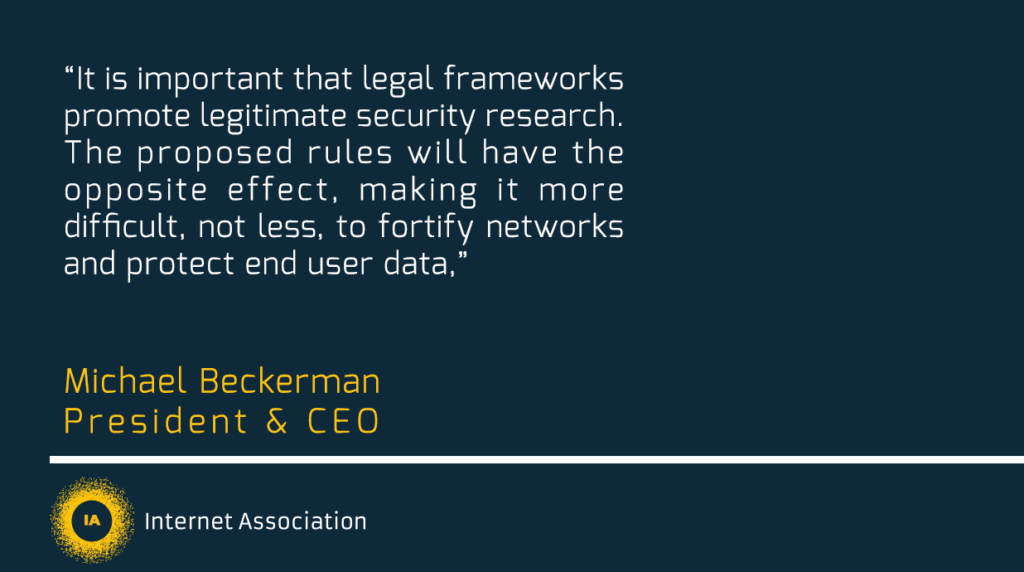 “It is important that legal frameworks
promote legitimate security research.
The proposed rules will have the
opposite effect, making it more
difficult, not less, to fortify networks
and protect end user data,”
Michael Beckerman
President & CEO
IA
Internet Association